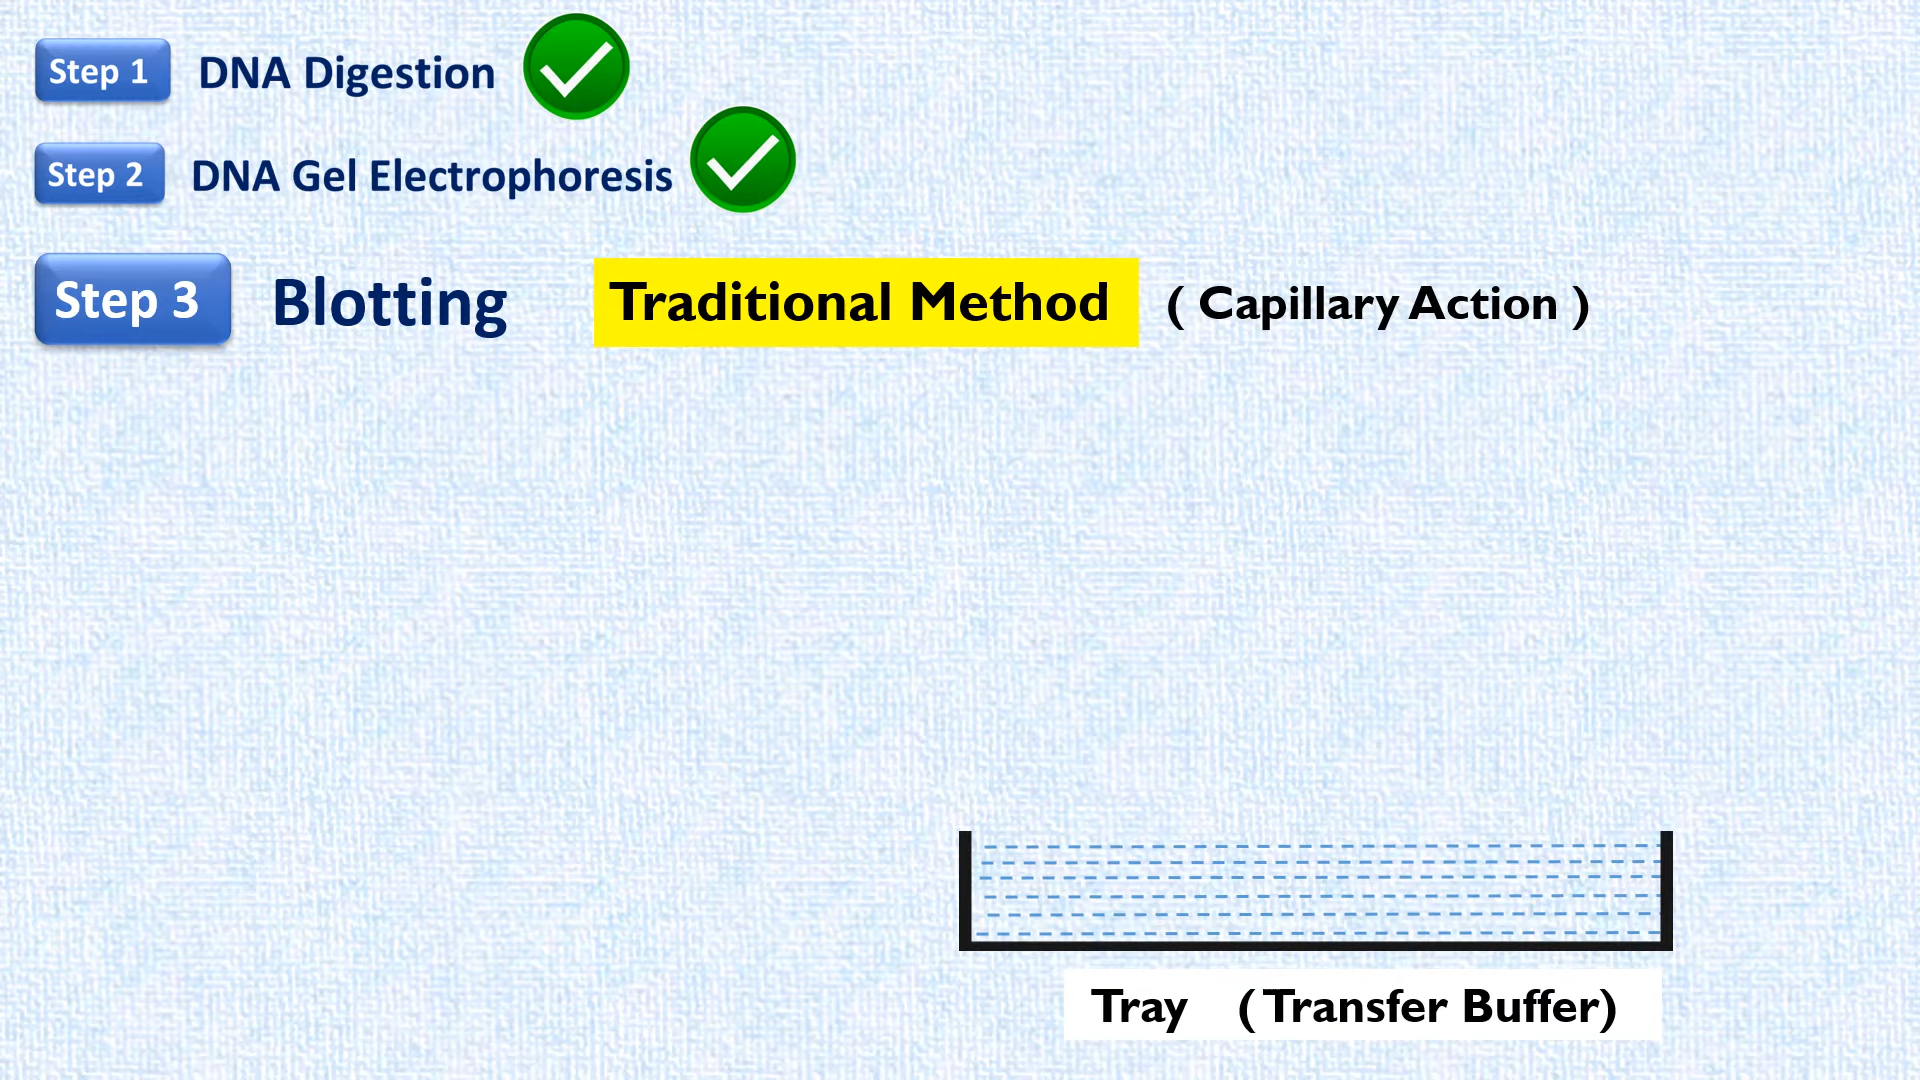 Step 1 DNA Digestion
Step 2 DNA Gel Electrophoresis
Step 3 Blotting Traditional Method ( Capillary Action )
Tray ( Transfer Buffer)